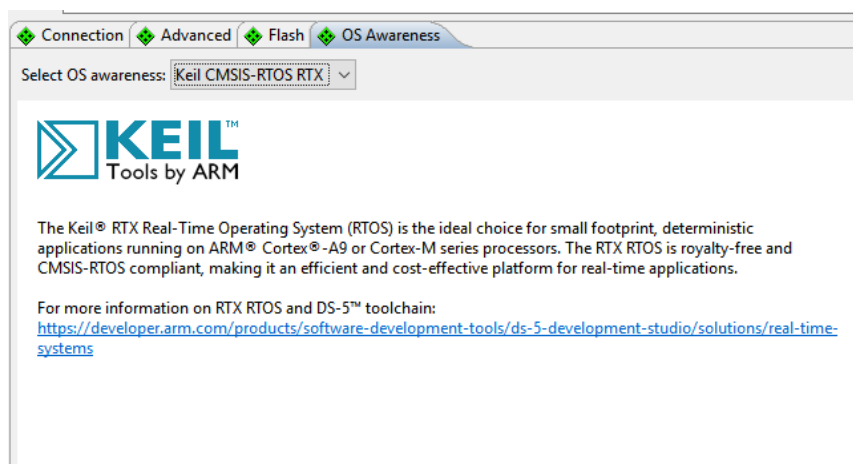 Connection Advanced Flash OS Awareness
Select OS awareness: Keil CMSIS-RTOS RTX
KEIL™
Tools by ARM
The Keil® RTX Real-Time Operating System (RTOS) is the ideal choice for small footprint, deterministic
applications running on ARM® Cortex®-A9 or Cortex-M series processors. The RTX RTOS is royalty-free and
CMSIS-RTOS compliant, making it an efficient and cost-effective platform for real-time applications.
For more information on RTX RTOS and DS-5™ toolchain:
https://developer.arm.com/products/software-development-tools/ds-5-development-studio/solutions/real-time-
systems